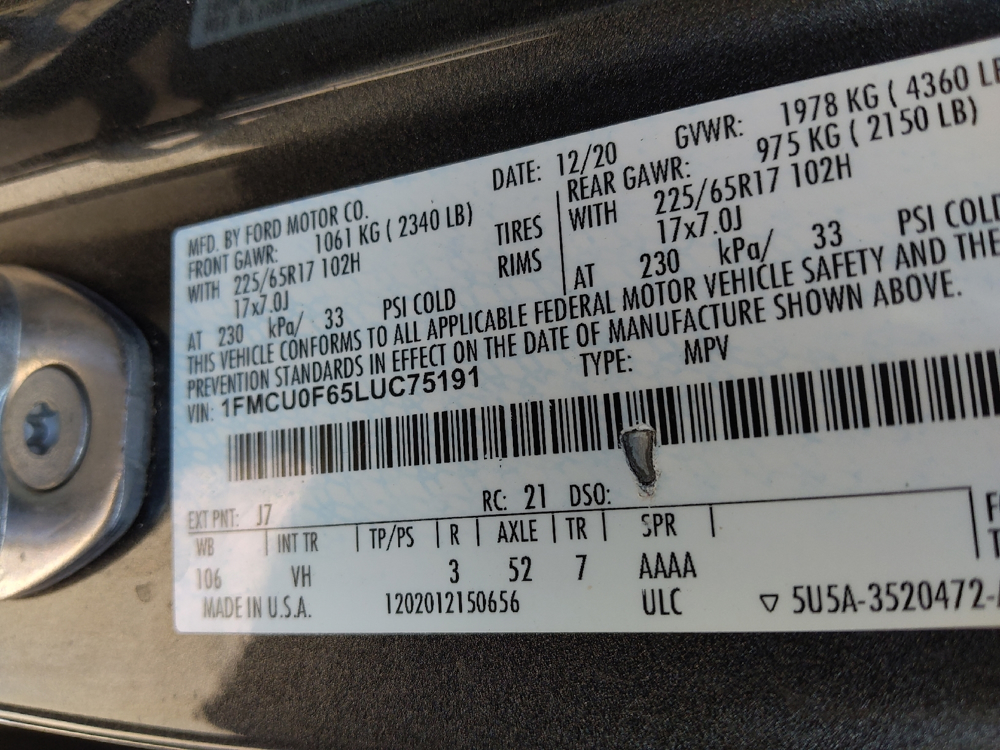 MFD. BY FORD MOTOR CO.
DATE: 12/20
GVWR: 1978 KG ( 4360 LB
FRONT GAWR: 1061 KG ( 2340 LB)
REAR GAWR: 975 KG ( 2150 LB)
WITH 225/65R17 102H TIRES
WITH 225/65R17 102H
17x7.0J RIMS
17x7.0J
AT 230 kPa/ 33 PSI COLD
AT 230 kPa/ 33 PSI COLD
THIS VEHICLE CONFORMS TO ALL APPLICABLE FEDERAL MOTOR VEHICLE SAFETY AND THE
PREVENTION STANDARDS IN EFFECT ON THE DATE OF MANUFACTURE SHOWN ABOVE.
VIN: 1FMCU0F65LUC75191
TYPE: MPV
EXT PNT: J7
RC: 21 DSO:
WB INT TR TP/PS R AXLE TR SPR
106 VH 3 52 7 AAAA
MADE IN U.S.A. 1202012150656 ULC
5U5A-3520472-